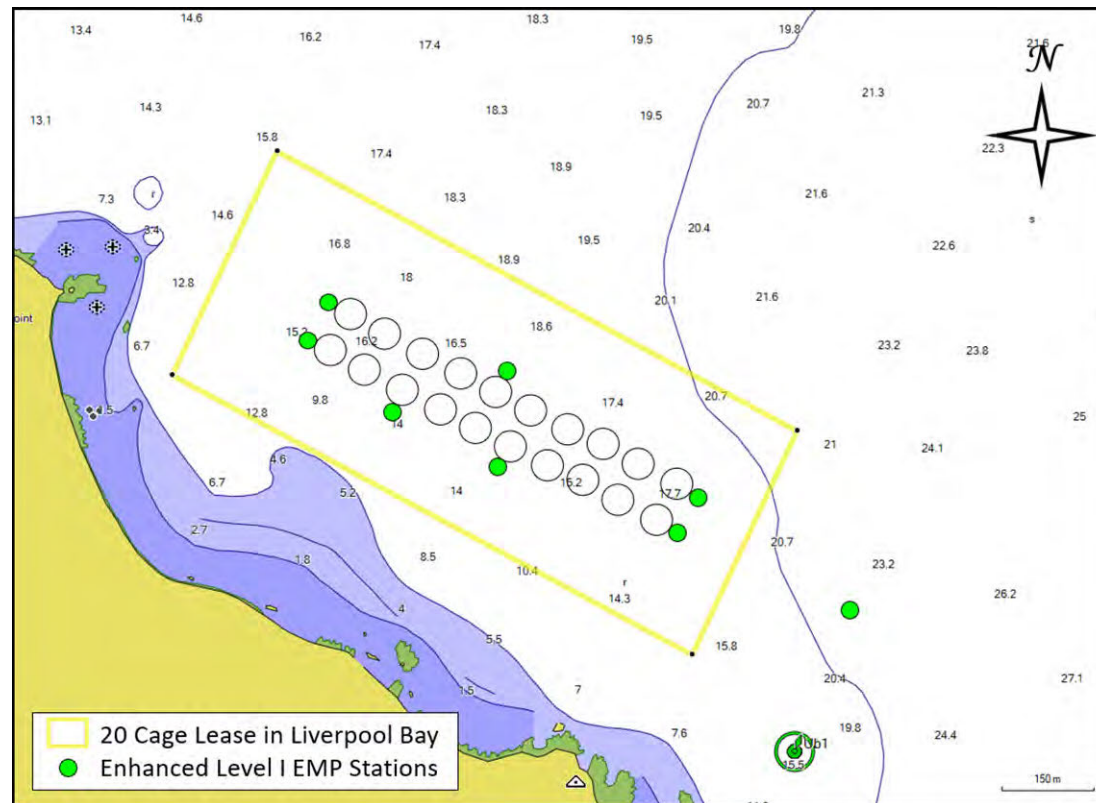 14.6 18.3 19.8
13.4 16.2 17.4 19.5 21.6
N
13.1 14.3 18.3 19.5 20.7 21.3
15.8 17.4 18.9 22.3
7.3 r 18.3 21.6
14.6 s
3.4 16.8 19.5 20.4 22.6
12.8 18 18.9
20.1 21.6
oint 15.2 16.2 16.5 18.6
6.7 23.2 23.8
9.8 17.4 20.7
1.5 12.8 14 25
21 24.1
4.6
6.7 5.2 14 15.2 17.7
2.7 20.7
1.8 8.5 10.4 23.2
r
4 14.3 26.2
5.5 15.8
1.5 7 20.4 27.1
7.6 19.8 24.4
Ub1
15.5
20 Cage Lease in Liverpool Bay
Enhanced Level I EMP Stations
150 m